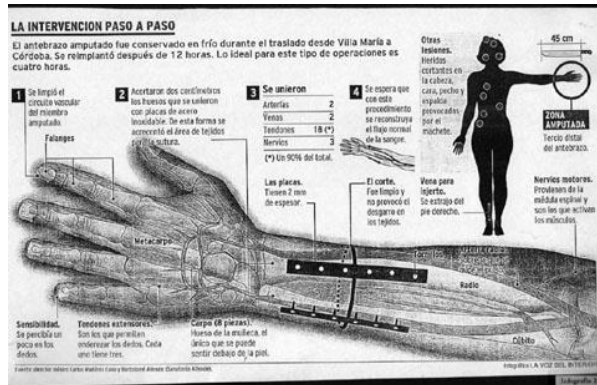 LA INTERVENCION PASO A PASO
El antebrazo amputado fue conservado en frío durante el traslado desde Villa María a
Córdoba. Se reimplantó después de 12 horas. Lo ideal para este tipo de operaciones es
cuatro horas.
1 Se limpió el
circuito vascular
del miembro
amputado.
2 Acertaron dos centímetros
los huesos que se unieron
con placas de acero
inoxidable. De esta forma se
acrecentó el área de tejidos
para la sutura.
3 Se unieron
Arterías 2
Venas 2
Tendones 18 (*)
Nervios 3
(*) Un 90% del total.
4 Se espera que
con este
procedimiento
se reconstruya
el flujo normal
de la sangre.
Otras
lesiones.
Heridas
cortantes en
la cabeza,
cara, pecho y
espalda
provocadas
por el
machete.
45 cm
ZONA
AMPUTADA
Tercio distal
del antebrazo.
Falanges
Metacarpo
Las placas.
Tienen 2 mm
de espesor.
El corte.
Fue limpio y
no provocó el
desgarro en
los tejidos.
Vena para
injerto.
Se extrajo del
pie derecho.
Nervios motores.
Provienen de la
médula espinal y
son los que activan
los músculos.
Radio
Cúbito
Sensibilidad.
Se percibía un
poco en los
dedos.
Tendones extensores.
Son los que permiten
enderezar los dedos. Cada
uno tiene tres.
Carpo (8 piezas).
Hueso de la muñeca, el
único que se puede
sentir debajo de la piel.
Infografía: LA VOZ DEL INTERIOR